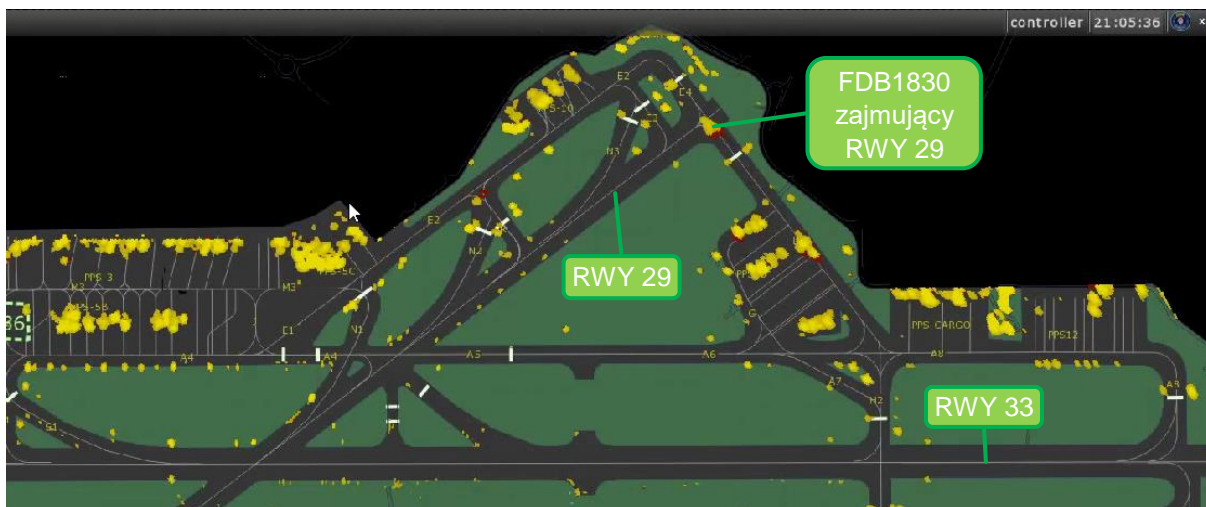 controller 21:05:36 ×
FDB1830
zajmujący
RWY 29
E2
E4
N3
E2
N2
RWY 29
PPS 3
M3
E1
N1
A4
A4
A5
A6
G
PPS CARGO
PPS12
A8
A7
H2
A8
RWY 33